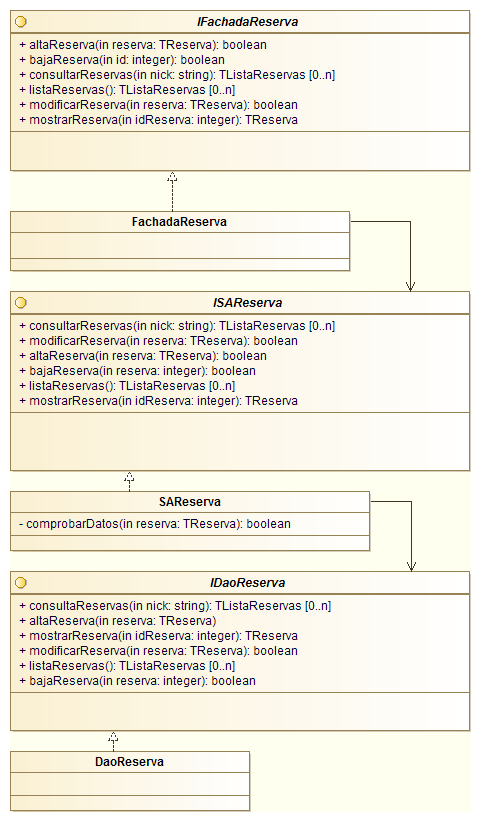 IFachadaReserva
+ altaReserva(in reserva: TReserva): boolean
+ bajaReserva(in id: integer): boolean
+ consultarReservas(in nick: string): TListaReservas [0..n]
+ listaReservas(): TListaReservas [0..n]
+ modificarReserva(in reserva: TReserva): boolean
+ mostrarReserva(in idReserva: integer): TReserva
FachadaReserva
ISAReserva
+ consultarReservas(in nick: string): TListaReservas [0..n]
+ modificarReserva(in reserva: TReserva): boolean
+ altaReserva(in reserva: TReserva): boolean
+ bajaReserva(in reserva: integer): boolean
+ listaReservas(): TListaReservas [0..n]
+ mostrarReserva(in idReserva: integer): TReserva
SAReserva
- comprobarDatos(in reserva: TReserva): boolean
IDaoReserva
+ consultaReservas(in nick: string): TListaReservas [0..n]
+ altaReserva(in reserva: TReserva)
+ mostrarReserva(in idReserva: integer): TReserva
+ modificarReserva(in reserva: TReserva): boolean
+ listaReservas(): TListaReservas [0..n]
+ bajaReserva(in reserva: integer): boolean
DaoReserva